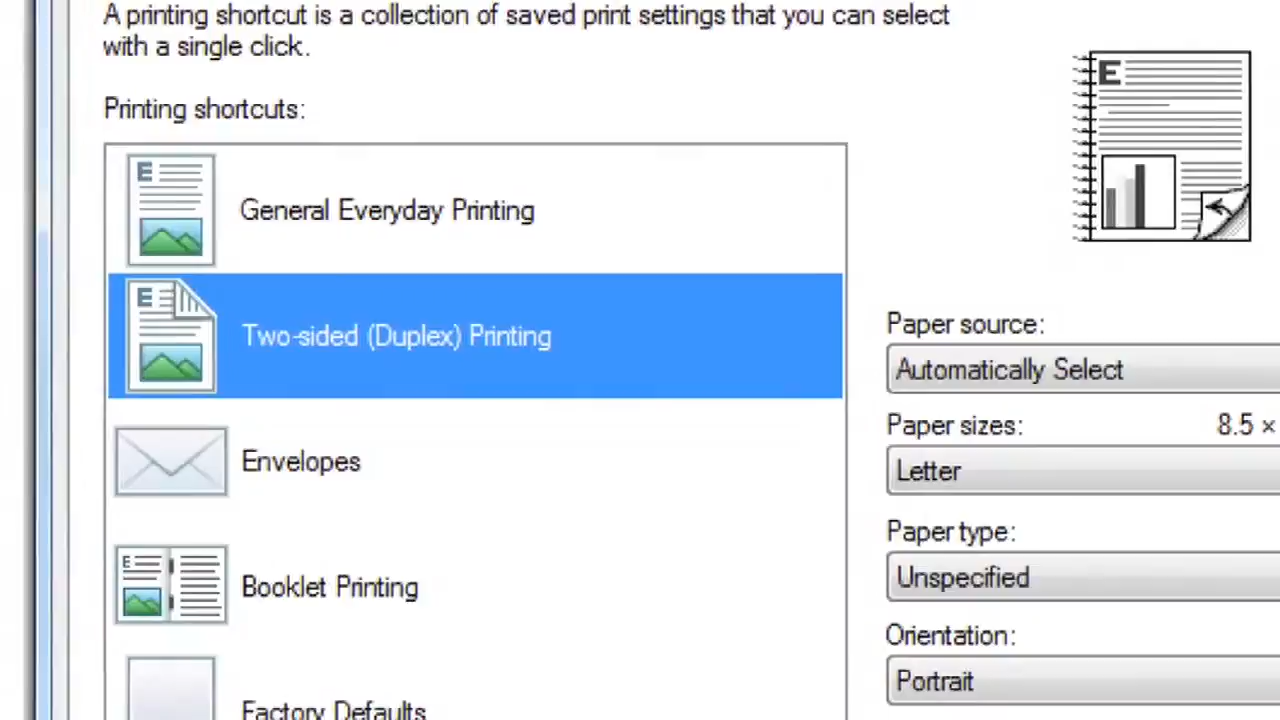 A printing shortcut is a collection of saved print settings that you can select
with a single click.
Printing shortcuts:
E
General Everyday Printing
E
Two-sided (Duplex) Printing
Envelopes
E
Booklet Printing
Factory Defaults
E
Paper source:
Automatically Select
Paper sizes: 8.5 ×
Letter
Paper type:
Unspecified
Orientation:
Portrait